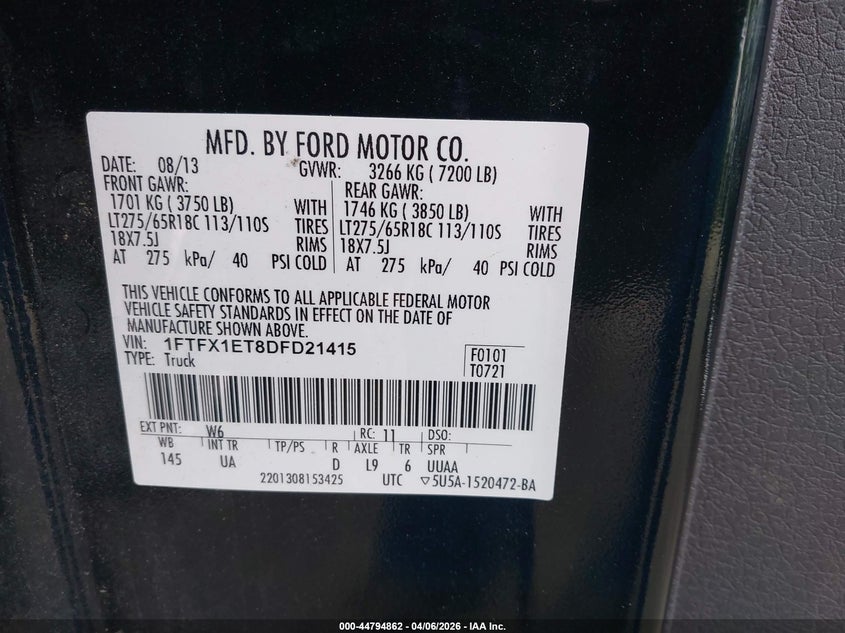 MFD. BY FORD MOTOR CO.
DATE: 08/13 GVWR: 3266 KG ( 7200 LB)
FRONT GAWR: REAR GAWR:
1701 KG ( 3750 LB) WITH 1746 KG ( 3850 LB) WITH
LT275/65R18C 113/110S TIRES LT275/65R18C 113/110S TIRES
18X7.5J RIMS 18X7.5J RIMS
AT 275 kPa/ 40 PSI COLD AT 275 kPa/ 40 PSI COLD
THIS VEHICLE CONFORMS TO ALL APPLICABLE FEDERAL MOTOR
VEHICLE SAFETY STANDARDS IN EFFECT ON THE DATE OF
MANUFACTURE SHOWN ABOVE.
VIN: 1FTFX1ET8DFD21415
TYPE: Truck
F0101
T0721
EXT PNT: W6 RC: 11 DSO:
WB INT TR TP/PS R AXLE TR SPR
145 UA D L9 6 UUAA
2201308153425 UTC ▽5U5A-1520472-BA
000-44794862 - 04/06/2026 - IAA Inc.